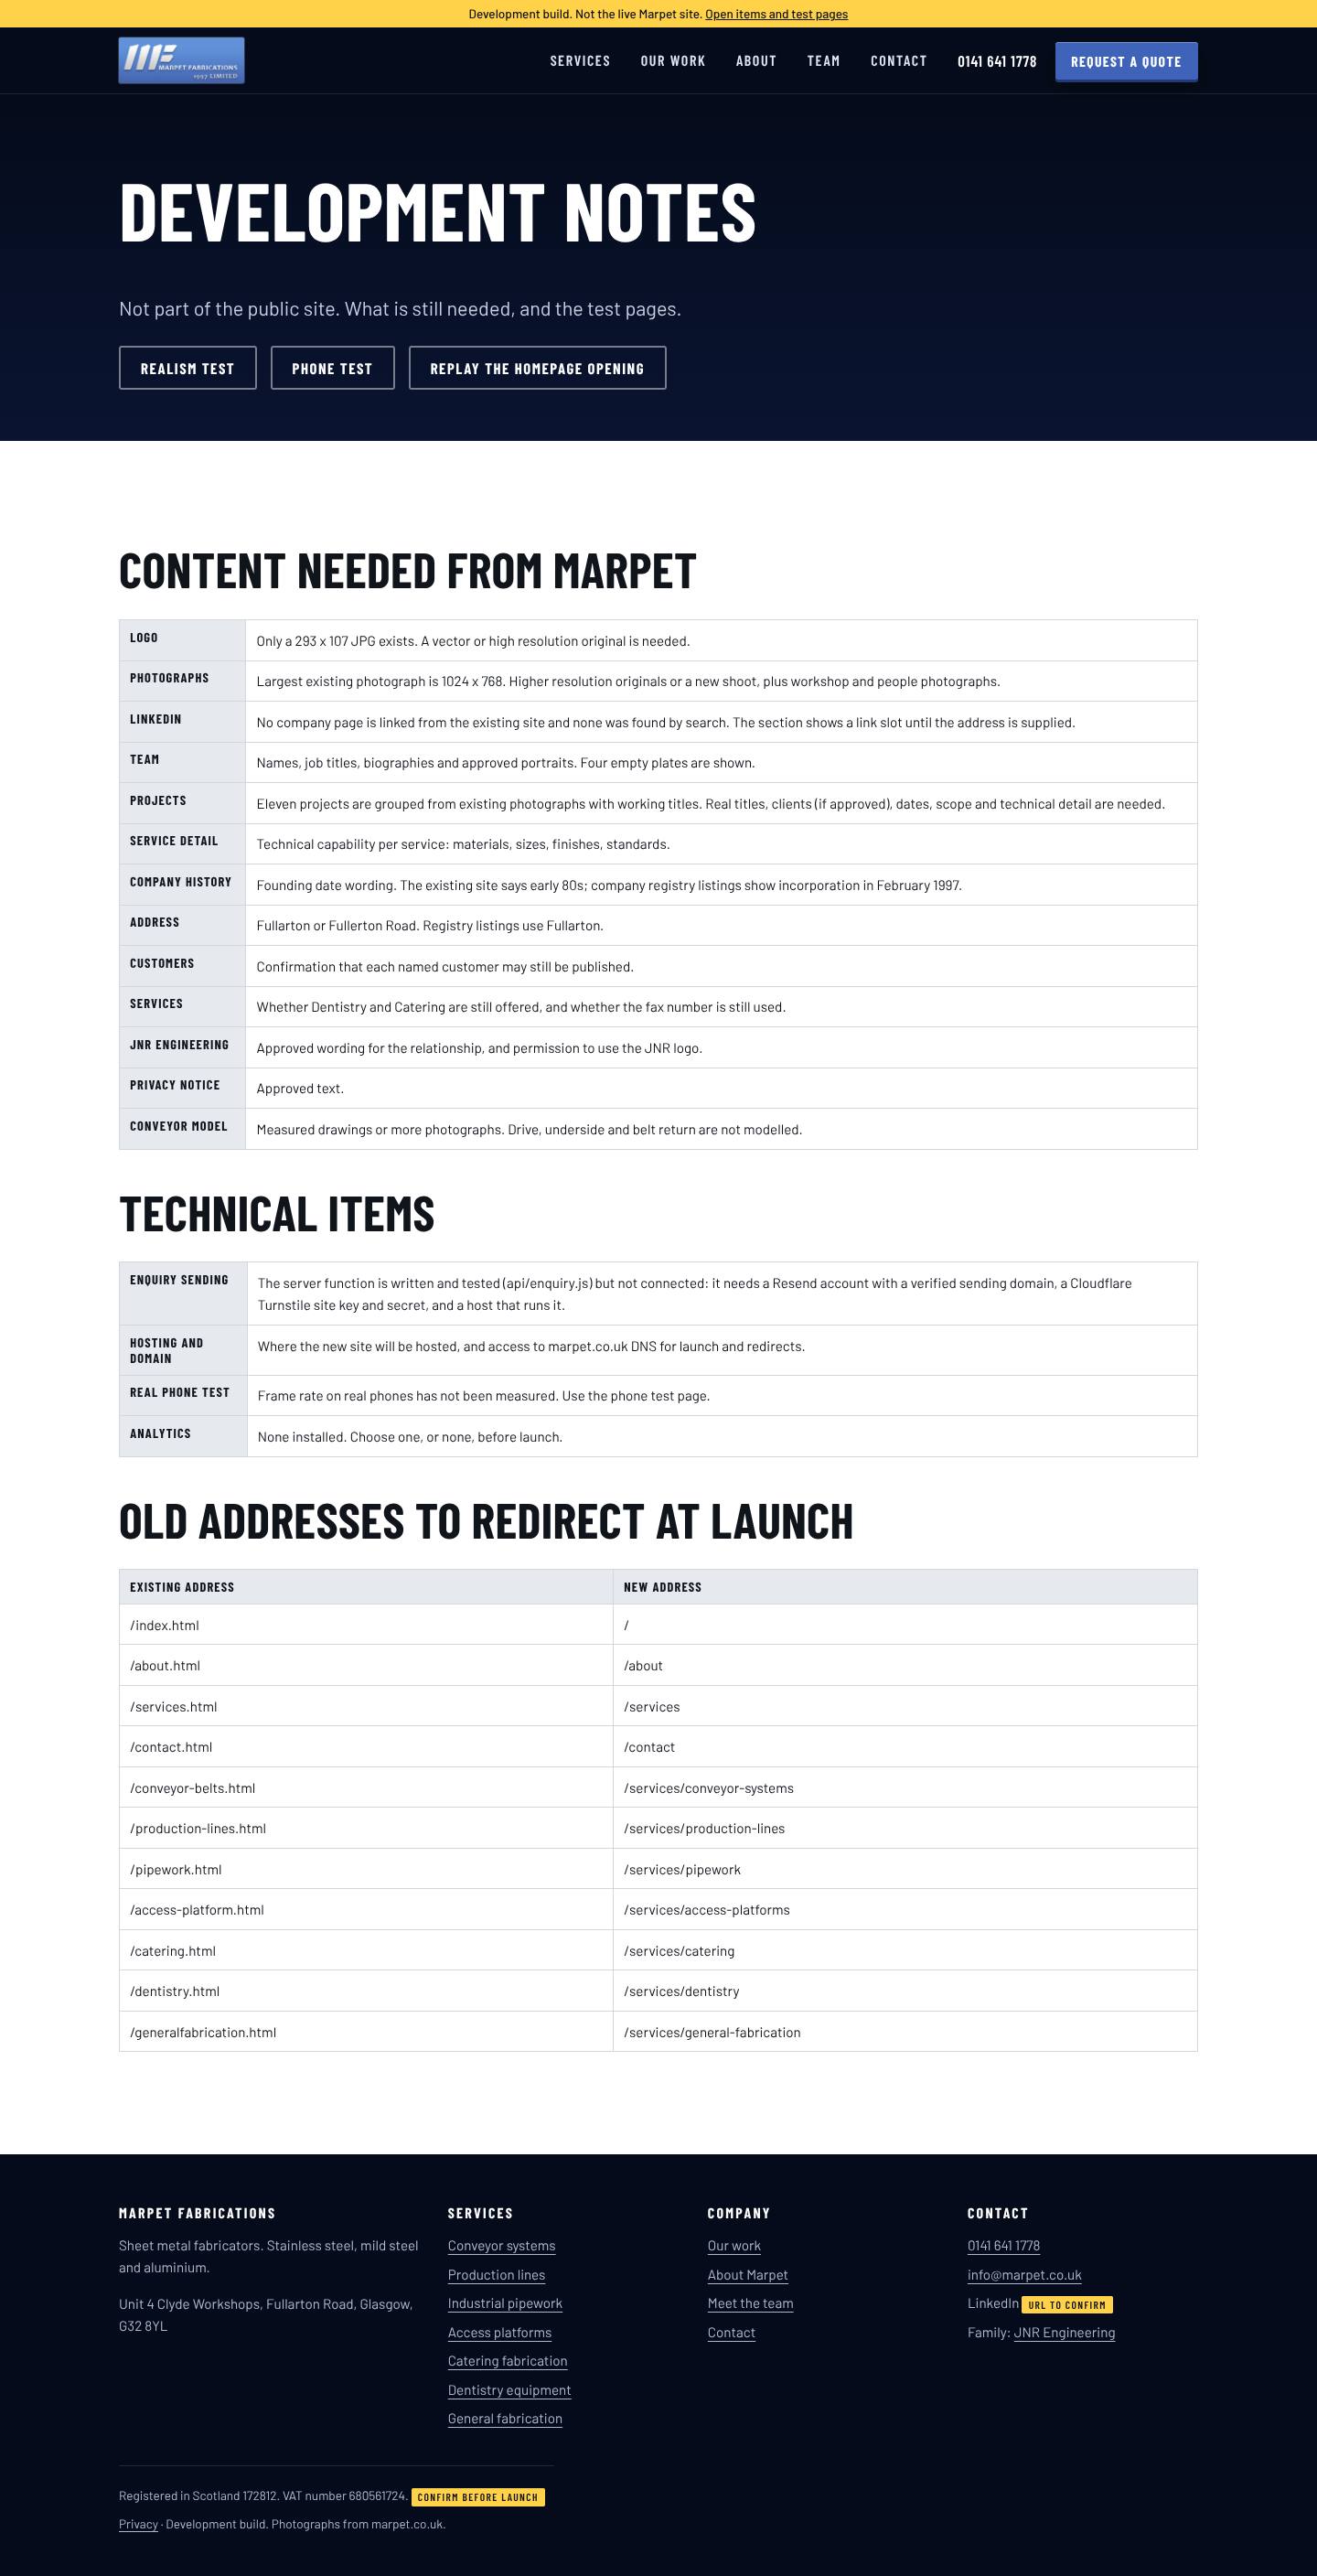 Development build. Not the live Marpet site. Open items and test pages
MARPET FABRICATIONS
1997 LIMITED
SERVICES OUR WORK ABOUT TEAM CONTACT 0141 641 1778 REQUEST A QUOTE
DEVELOPMENT NOTES
Not part of the public site. What is still needed, and the test pages.
REALISM TEST PHONE TEST REPLAY THE HOMEPAGE OPENING
CONTENT NEEDED FROM MARPET
LOGO Only a 293 x 107 JPG exists. A vector or high resolution original is needed.
PHOTOGRAPHS Largest existing photograph is 1024 x 768. Higher resolution originals or a new shoot, plus workshop and people photographs.
LINKEDIN No company page is linked from the existing site and none was found by search. The section shows a link slot until the address is supplied.
TEAM Names, job titles, biographies and approved portraits. Four empty plates are shown.
PROJECTS Eleven projects are grouped from existing photographs with working titles. Real titles, clients (if approved), dates, scope and technical detail are needed.
SERVICE DETAIL Technical capability per service: materials, sizes, finishes, standards.
COMPANY HISTORY Founding date wording. The existing site says early 80s; company registry listings show incorporation in February 1997.
ADDRESS Fullarton or Fullerton Road. Registry listings use Fullarton.
CUSTOMERS Confirmation that each named customer may still be published.
SERVICES Whether Dentistry and Catering are still offered, and whether the fax number is still used.
JNR ENGINEERING Approved wording for the relationship, and permission to use the JNR logo.
PRIVACY NOTICE Approved text.
CONVEYOR MODEL Measured drawings or more photographs. Drive, underside and belt return are not modelled.
TECHNICAL ITEMS
ENQUIRY SENDING The server function is written and tested (api/enquiry.js) but not connected: it needs a Resend account with a verified sending domain, a Cloudflare
Turnstile site key and secret, and a host that runs it.
HOSTING AND
DOMAIN Where the new site will be hosted, and access to marpet.co.uk DNS for launch and redirects.
REAL PHONE TEST Frame rate on real phones has not been measured. Use the phone test page.
ANALYTICS None installed. Choose one, or none, before launch.
OLD ADDRESSES TO REDIRECT AT LAUNCH
EXISTING ADDRESS NEW ADDRESS
/index.html /
/about.html /about
/services.html /services
/contact.html /contact
/conveyor-belts.html /services/conveyor-systems
/production-lines.html /services/production-lines
/pipework.html /services/pipework
/access-platform.html /services/access-platforms
/catering.html /services/catering
/dentistry.html /services/dentistry
/generalfabrication.html /services/general-fabrication
MARPET FABRICATIONS
Sheet metal fabricators. Stainless steel, mild steel
and aluminium.
Unit 4 Clyde Workshops, Fullarton Road, Glasgow,
G32 8YL
SERVICES
Conveyor systems
Production lines
Industrial pipework
Access platforms
Catering fabrication
Dentistry equipment
General fabrication
COMPANY
Our work
About Marpet
Meet the team
Contact
CONTACT
0141 641 1778
info@marpet.co.uk
LinkedIn URL TO CONFIRM
Family: JNR Engineering
Registered in Scotland 172812. VAT number 680561724. CONFIRM BEFORE LAUNCH
Privacy · Development build. Photographs from marpet.co.uk.